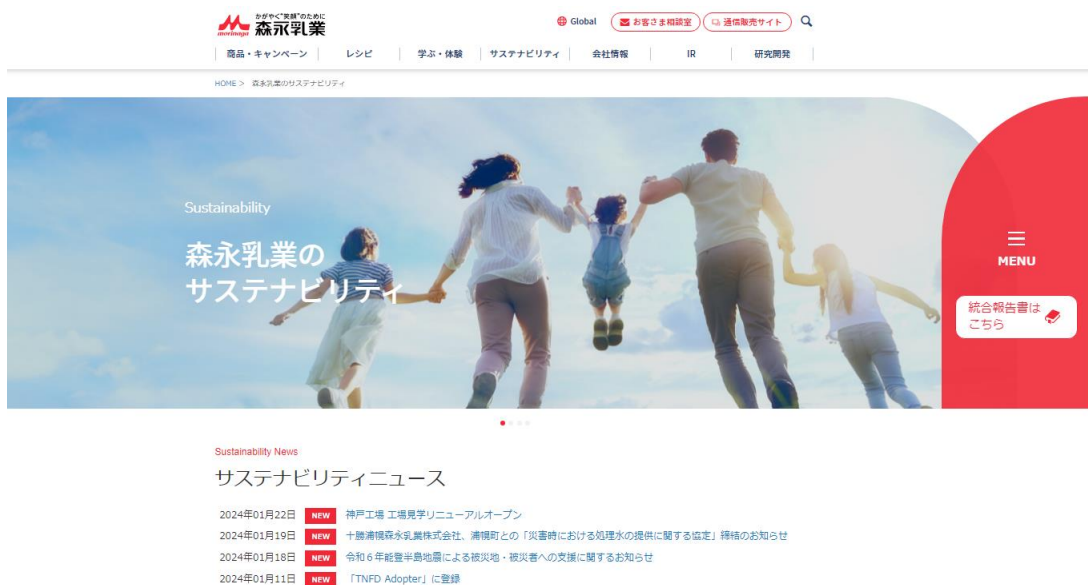 かがやく"笑顔"のために
森永乳業
morinaga
Global
お客さま相談室
通信販売サイト
商品・キャンペーン
レシピ
学ぶ・体験
サステナビリティ
会社情報
IR
研究開発
HOME > 森永乳業のサステナビリティ
Sustainability
森永乳業の
サステナビリティ
MENU
統合報告書は
こちら
Sustainability News
サステナビリティニュース
2024年01月22日 NEW 神戸工場 工場見学リニューアルオープン
2024年01月19日 NEW 十勝浦幌森永乳業株式会社、浦幌町との「災害時における処理水の提供に関する協定」締結のお知らせ
2024年01月18日 NEW 令和6年能登半島地震による被災地・被災者への支援に関するお知らせ
2024年01月11日 NEW 「TNFD Adopter」に登録